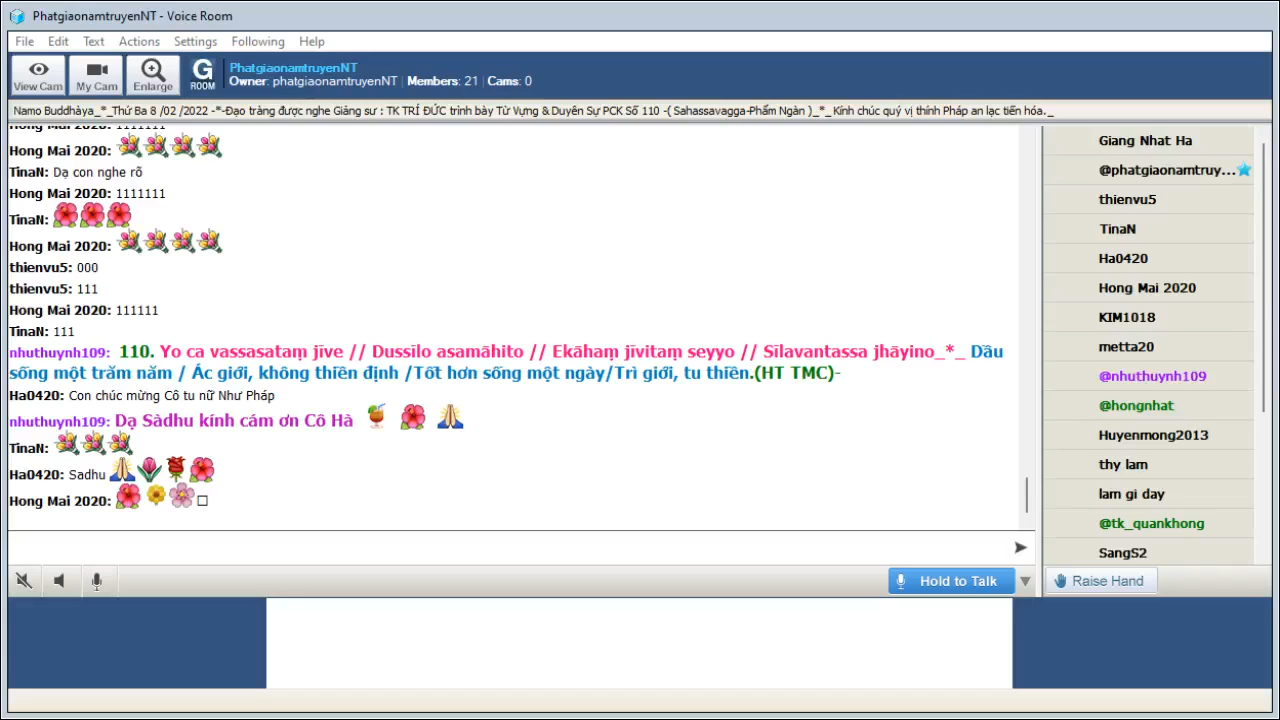 PhatgiaonamtruyenNT - Voice Room
File Edit Text Actions Settings Following Help
View Cam
My Cam
Enlarge
G ROOM
PhatgiaonamtruyenNT
Owner: phatgiaonamtruyenNT Members: 21 Cams: 0
Namo Buddhàya_*_Thứ Ba 8 /02 /2022 -*-Đạo tràng được nghe Giảng sư : TK TRÍ ĐỨC trình bày Từ Vựng & Duyên Sự PCK Số 110 -( Sahassavagga-Phẩm Ngàn )_*_ Kính chúc quý vị thính Pháp an lạc tiến hóa._
Hong Mai 2020: 1111111
Hong Mai 2020:
TinaN: Dạ con nghe rõ
Hong Mai 2020: 1111111
TinaN:
Hong Mai 2020:
thienvu5: 000
thienvu5: 111
Hong Mai 2020: 111111
TinaN: 111
nhuthuynh109: 110. Yo ca vassasataṃ jīve // Dussīlo asamāhito // Ekāhaṃ jīvitaṃ seyyo // Sīlavantassa jhāyino_*_ Dầu
sống một trăm năm / Ác giới, không thiền định /Tốt hơn sống một ngày/Trì giới, tu thiền.(HT TMC)-
Ha0420: Con chúc mừng Cô tu nữ Như Pháp
nhuthuynh109: Dạ Sàdhu kính cám ơn Cô Hà
TinaN:
Ha0420: Sadhu
Hong Mai 2020:
Hold to Talk
Giang Nhat Ha
@phatgiaonamtruy...
thienvu5
TinaN
Ha0420
Hong Mai 2020
KIM1018
metta20
@nhuthuynh109
@hongnhat
Huyenmong2013
thy lam
lam gi day
@tk_quankhong
SangS2
Raise Hand